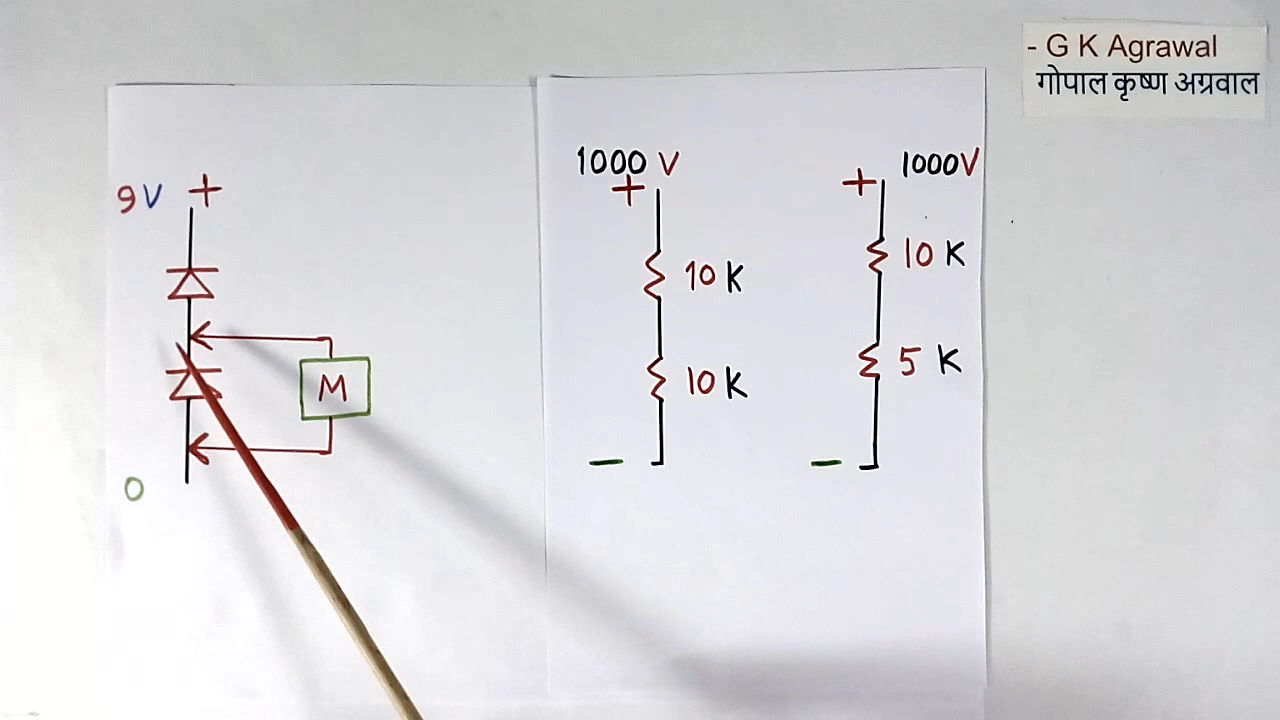 - G K Agrawal
गोपाल कृष्ण अग्रवाल
9V +
M
0
1000 V
+
10 K
10 K
−
+ 1000V
10 K
5 K
−